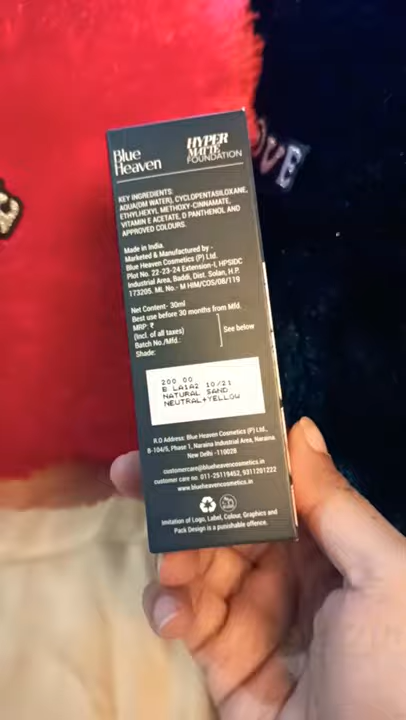 Blue
Heaven
HYPER
MATTE
FOUNDATION
OVE
KEY INGREDIENTS:
AQUA(DM WATER), CYCLOPENTASILOXANE,
ETHYLHEXYL METHOXY-CINNAMATE,
VITAMIN E ACETATE, D PANTHENOL AND
APPROVED COLOURS.
Made in India.
Marketed & Manufactured by -
Blue Heaven Cosmetics (P) Ltd.
Plot No. 22-23-24 Extension-I, HPSIDC
Industrial Area, Baddi, Dist. Solan, H.P.
173205. ML No.- M HIM/COS/08/119
Net Content- 30ml
Best use before 30 months from Mfd.
MRP: ₹
(Incl. of all taxes)
Batch No./Mfd.:
See below
Shade:
200 00
B LA1A2 10/21
NATURAL SAND
NEUTRAL+YELLOW
R.O Address: Blue Heaven Cosmetics (P) Ltd.,
B-104/5, Phase 1, Naraina Industrial Area, Naraina
New Delhi -110028
customercare@blueheavencosmetics.in
customer care no. 011-25119452, 9311201222
www.blueheavencosmetics.in
Imitation of Logo, Label, Colour, Graphics and
Pack Design is a punishable offence.